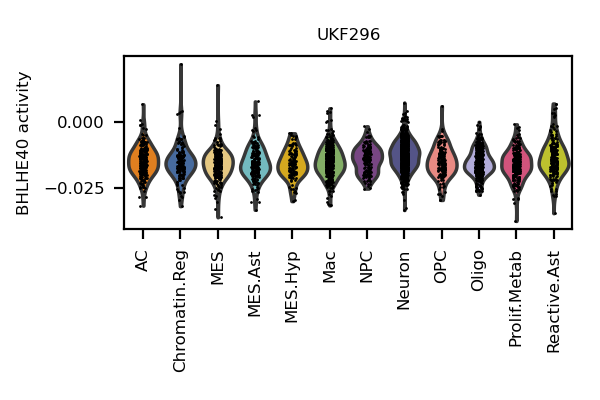 UKF296
BHLHE40 activity
0.000
−0.025
AC
Chromatin.Reg
MES
MES.Ast
MES.Hyp
Mac
NPC
Neuron
OPC
Oligo
Prolif.Metab
Reactive.Ast